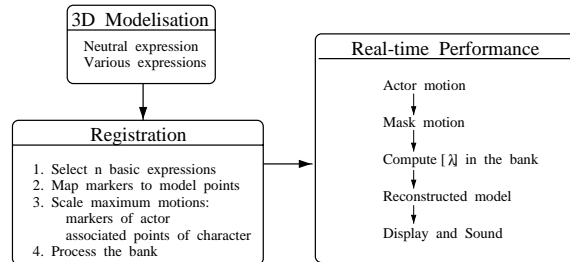 3D Modelisation
Neutral expression
Various expressions
Registration
1. Select n basic expressions
2. Map markers to model points
3. Scale maximum motions:
markers of actor
associated points of character
4. Process the bank
Real-time Performance
Actor motion
Mask motion
Compute [λ] in the bank
Reconstructed model
Display and Sound